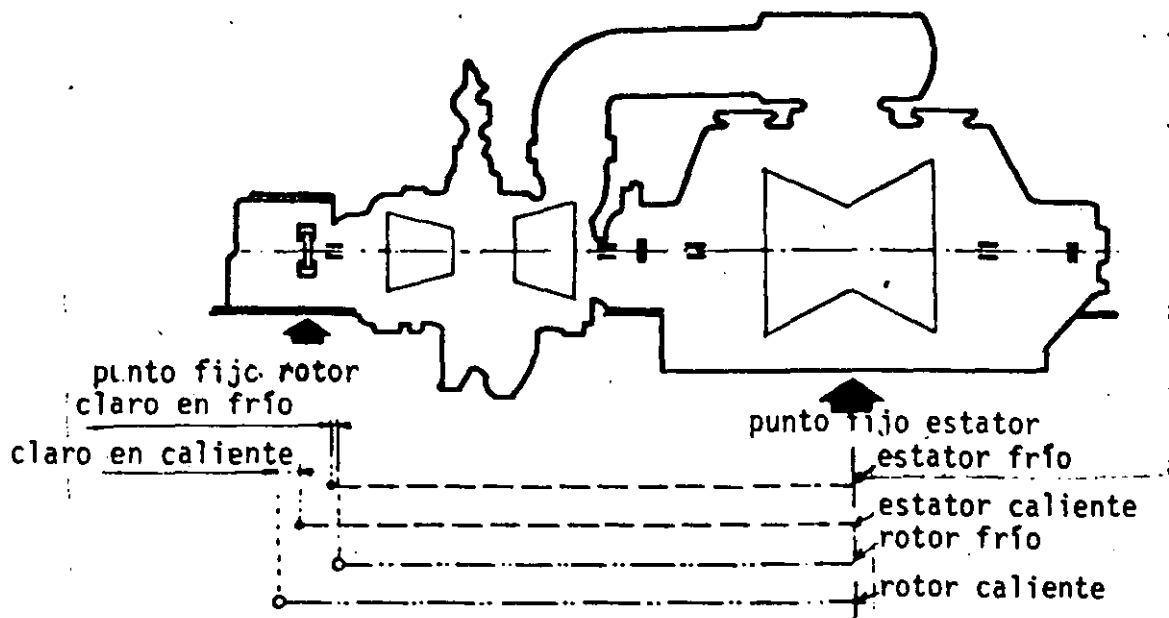 punto fijo rotor
claro en frío
claro en caliente
punto fijo estator
estator frío
estator caliente
rotor frío
rotor caliente